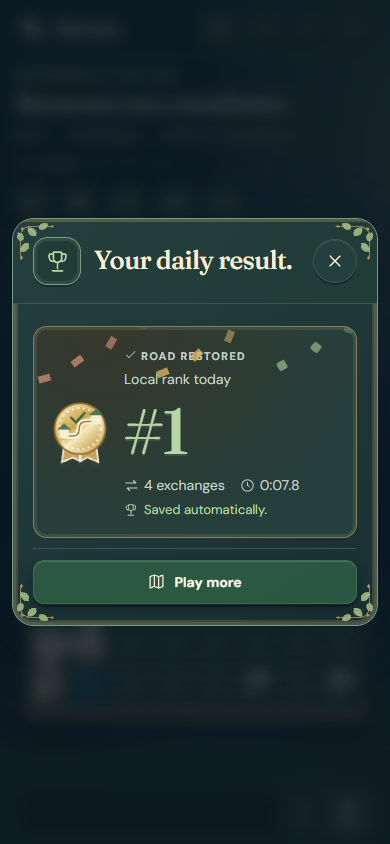 Your daily result.
ROAD RESTORED
Local rank today
#1
4 exchanges 0:07.8
Saved automatically.
Play more